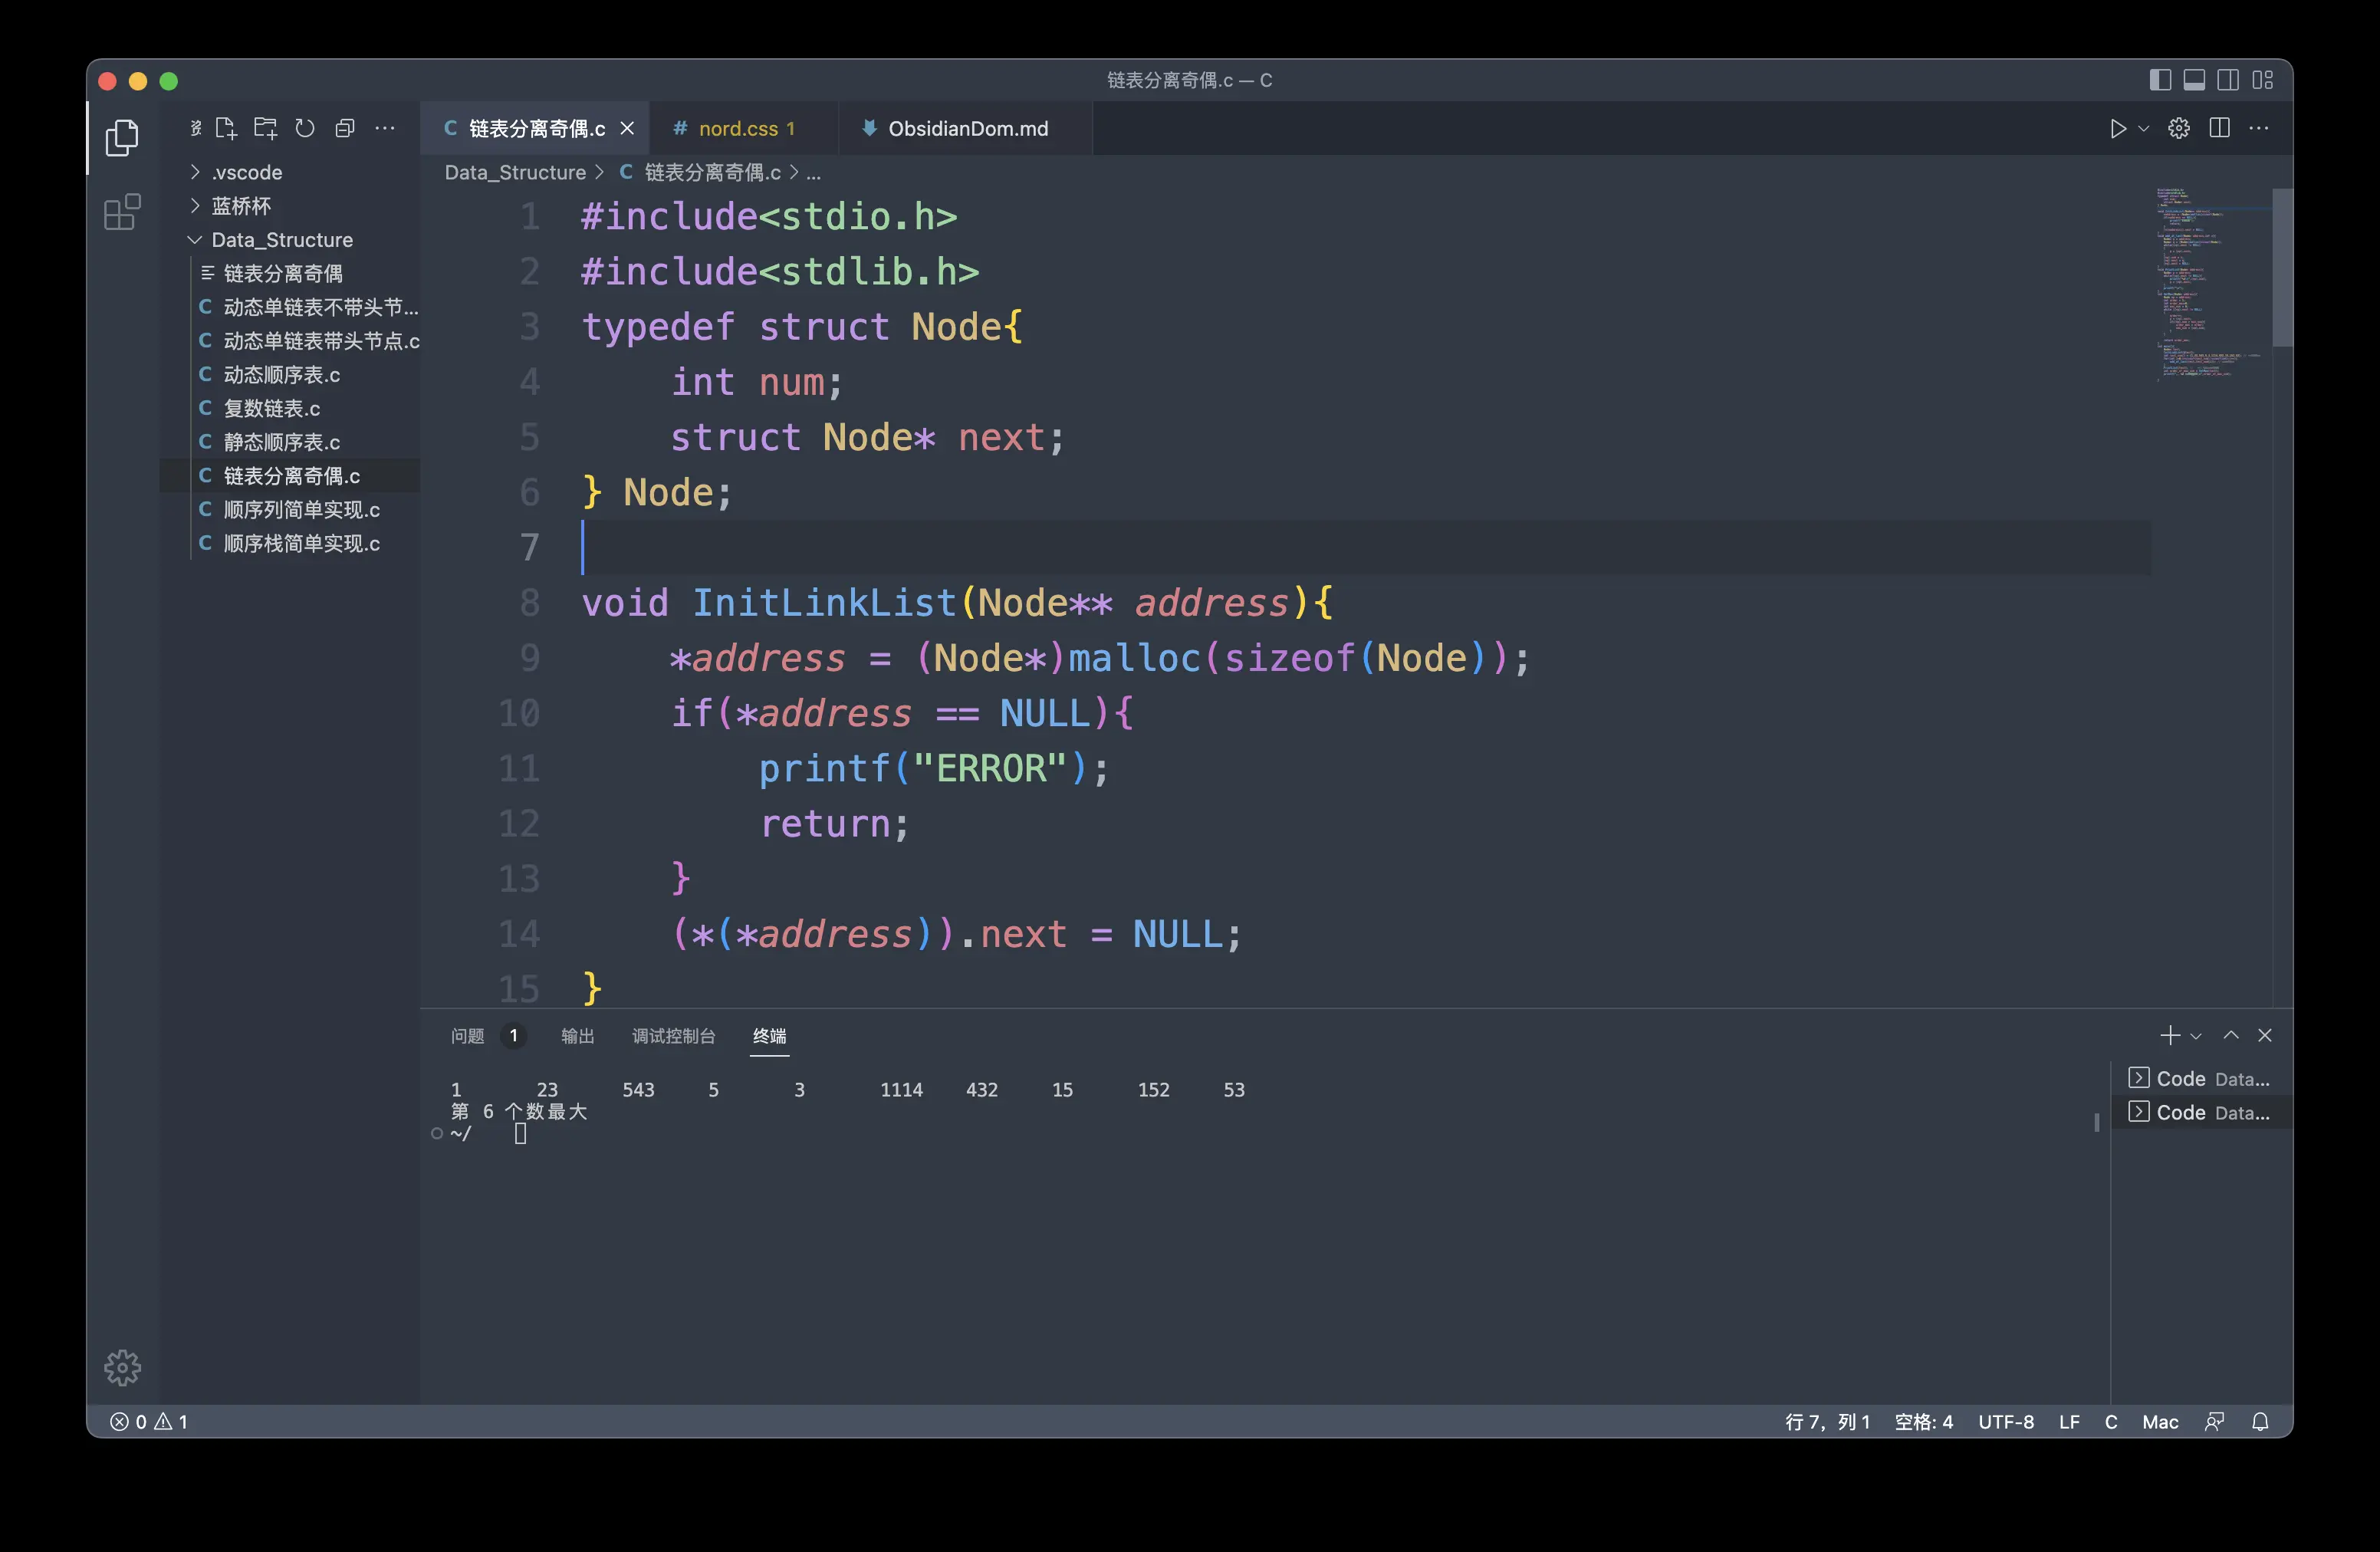 链表分离奇偶.c — C
链表分离奇偶.c
nord.css 1
ObsidianDom.md
.vscode
蓝桥杯
Data_Structure
链表分离奇偶
动态单链表不带头节...
动态单链表带头节点.c
动态顺序表.c
复数链表.c
静态顺序表.c
链表分离奇偶.c
顺序列简单实现.c
顺序栈简单实现.c
Data_Structure > C 链表分离奇偶.c > ...
1 #include<stdio.h>
2 #include<stdlib.h>
3 typedef struct Node{
4     int num;
5     struct Node* next;
6 } Node;
7
8 void InitLinkList(Node** address){
9     *address = (Node*)malloc(sizeof(Node));
10     if(*address == NULL){
11         printf("ERROR");
12         return;
13     }
14     (*(*address)).next = NULL;
15 }
问题 1 输出 调试控制台 终端
1 23 543 5 3 1114 432 15 152 53
第 6 个数最大
~/
Code Data...
Code Data...
0 1
行 7，列 1 空格: 4 UTF-8 LF C Mac